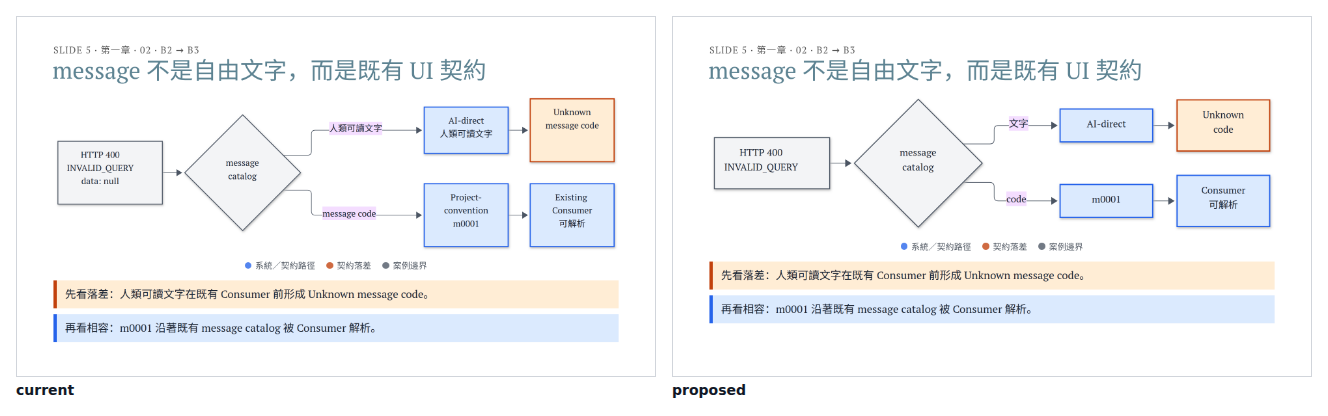 SLIDE 5 · 第一章 · 02 · B2 → B3
message 不是自由文字，而是既有 UI 契約
HTTP 400
INVALID_QUERY
data: null
message
catalog
人類可讀文字
message code
AI-direct
人類可讀文字
Unknown
message code
Project-
convention
m0001
Existing
Consumer
可解析
系統／契約路徑
契約落差
案例邊界
先看落差：人類可讀文字在既有 Consumer 前形成 Unknown message code。
再看相容：m0001 沿著既有 message catalog 被 Consumer 解析。
current
SLIDE 5 · 第一章 · 02 · B2 → B3
message 不是自由文字，而是既有 UI 契約
HTTP 400
INVALID_QUERY
message
catalog
文字
code
AI-direct
Unknown
code
m0001
Consumer
可解析
系統／契約路徑
契約落差
案例邊界
先看落差：人類可讀文字在既有 Consumer 前形成 Unknown message code。
再看相容：m0001 沿著既有 message catalog 被 Consumer 解析。
proposed